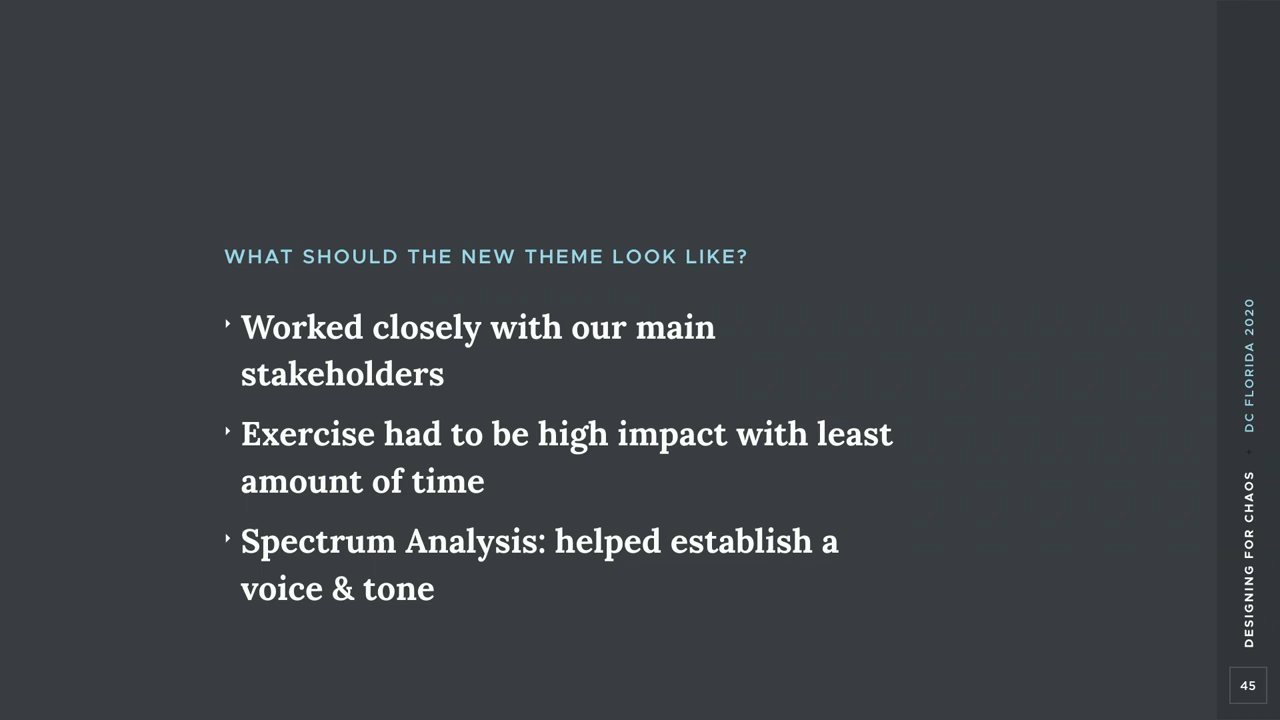 WHAT SHOULD THE NEW THEME LOOK LIKE?
Worked closely with our main
stakeholders
Exercise had to be high impact with least
amount of time
Spectrum Analysis: helped establish a
voice & tone
DESIGNING FOR CHAOS
DC FLORIDA 2020
45